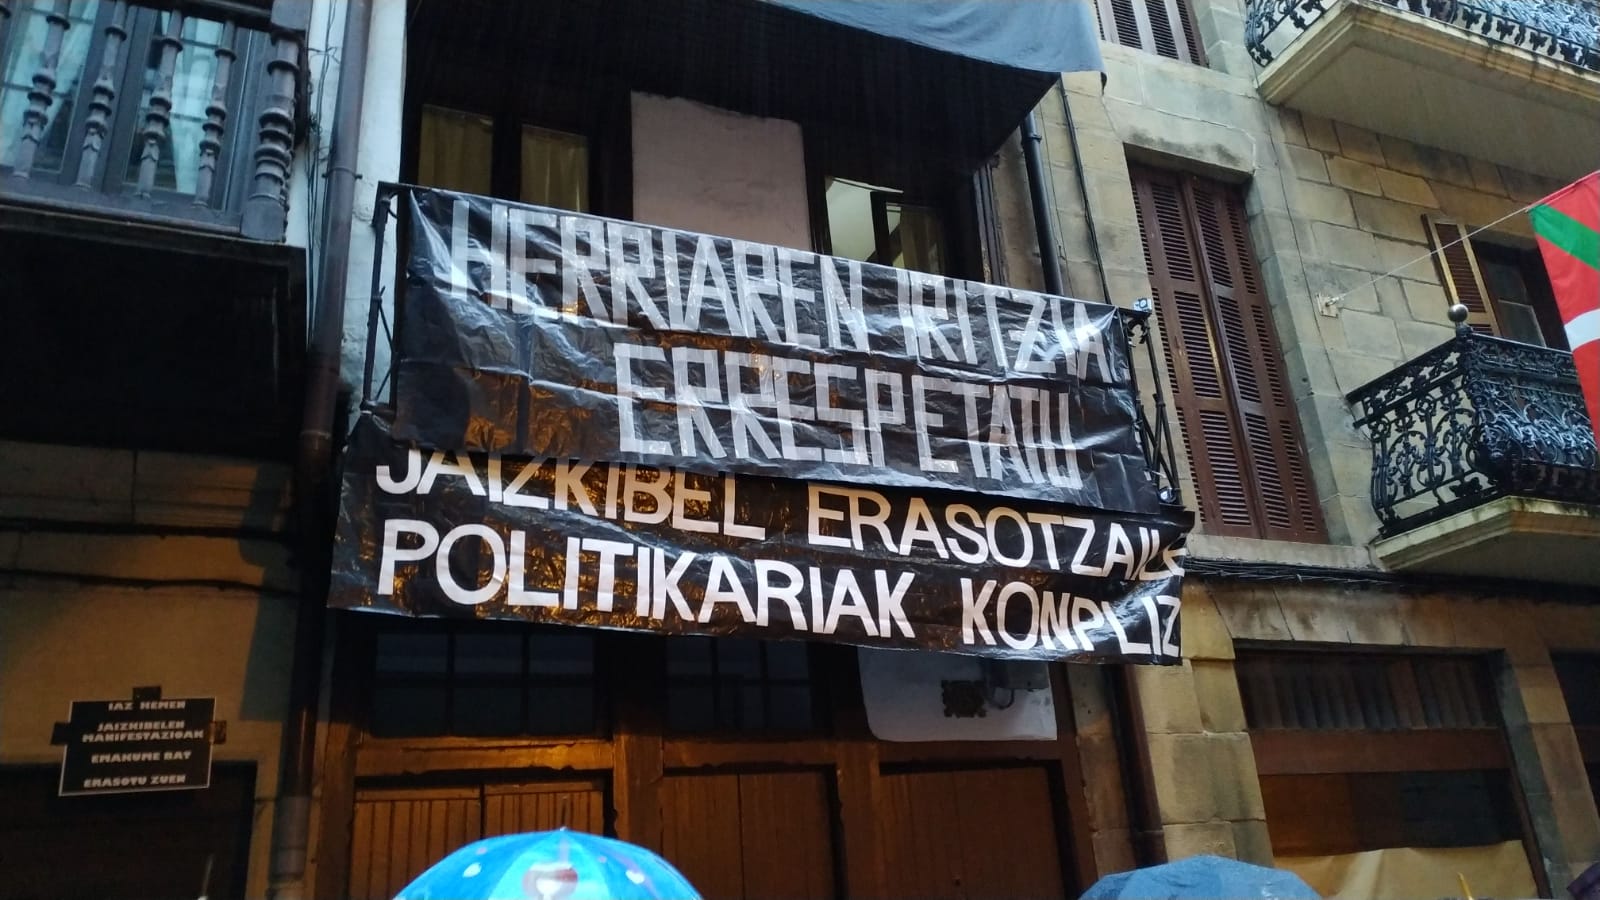 HERRIAREN IRITZIA
ERRESPETATU
JAIZKIBEL ERASOTZAILE
POLITIKARIAK KONPLIZ
IAZ HEMEN
JAIZKIBELEN
MANIFESTAZIOAK
EMAKUME BAT
ERASOTU ZUEN